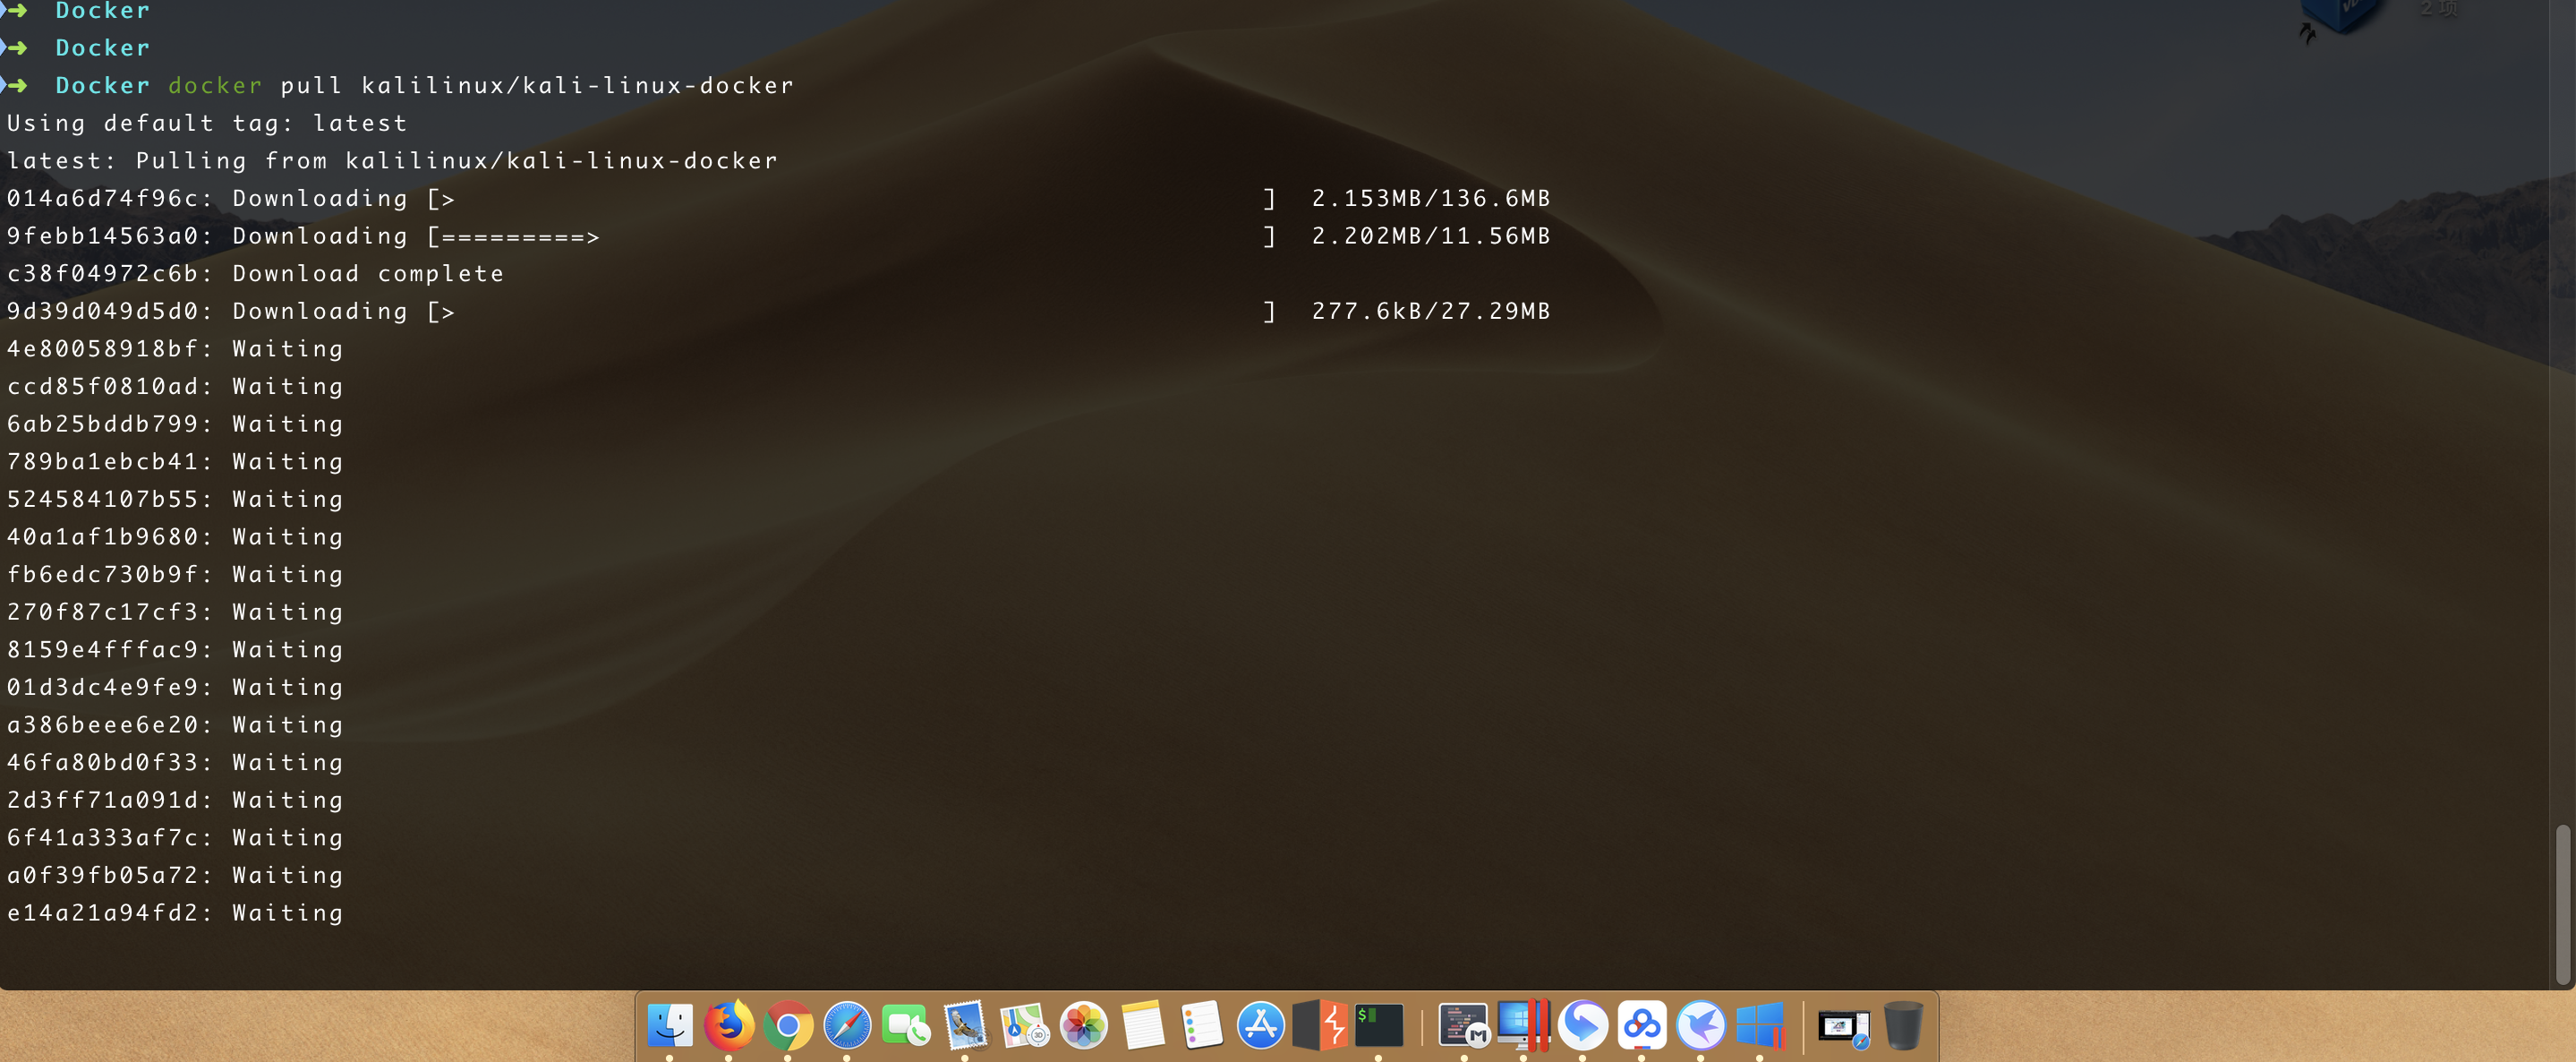 ➜ Docker
➜ Docker
➜ Docker docker pull kalilinux/kali-linux-docker
Using default tag: latest
latest: Pulling from kalilinux/kali-linux-docker
014a6d74f96c: Downloading [> ] 2.153MB/136.6MB
9febb14563a0: Downloading [=========> ] 2.202MB/11.56MB
c38f04972c6b: Download complete
9d39d049d5d0: Downloading [> ] 277.6kB/27.29MB
4e80058918bf: Waiting
ccd85f0810ad: Waiting
6ab25bddb799: Waiting
789ba1ebcb41: Waiting
524584107b55: Waiting
40a1af1b9680: Waiting
fb6edc730b9f: Waiting
270f87c17cf3: Waiting
8159e4fffac9: Waiting
01d3dc4e9fe9: Waiting
a386beee6e20: Waiting
46fa80bd0f33: Waiting
2d3ff71a091d: Waiting
6f41a333af7c: Waiting
a0f39fb05a72: Waiting
e14a21a94fd2: Waiting
2 项